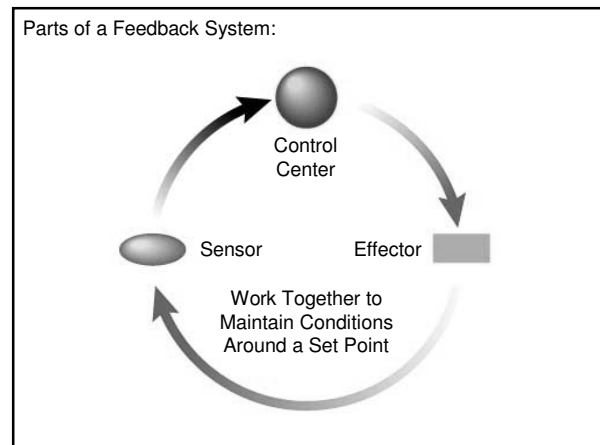 Parts of a Feedback System:
Control
Center
Sensor
Effector
Work Together to
Maintain Conditions
Around a Set Point